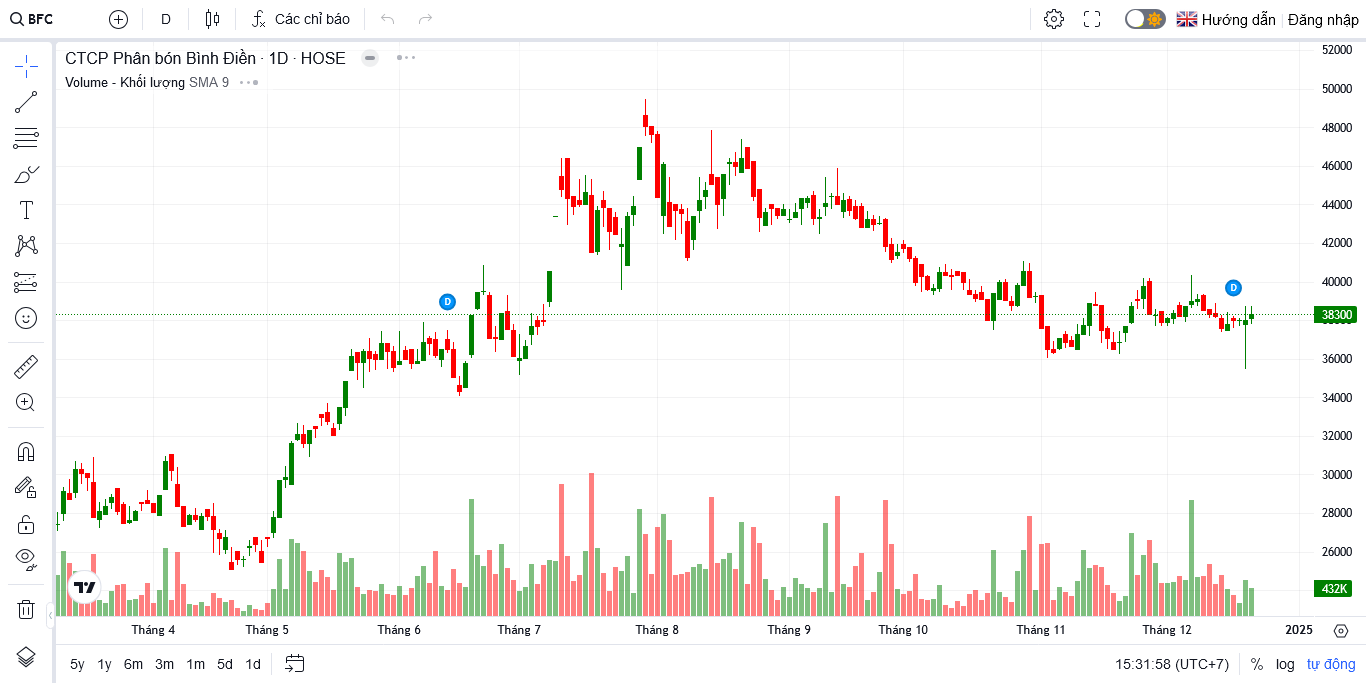 BFC D Các chỉ báo Hướng dẫn Đăng nhập
CTCP Phân bón Bình Điền · 1D · HOSE
Volume - Khối lượng SMA 9
52000
50000
48000
46000
44000
42000
40000
38300
36000
34000
32000
30000
28000
26000
432K
D
D
Tháng 4 Tháng 5 Tháng 6 Tháng 7 Tháng 8 Tháng 9 Tháng 10 Tháng 11 Tháng 12 2025
5y 1y 6m 3m 1m 5d 1d 15:31:58 (UTC+7) % log tự động